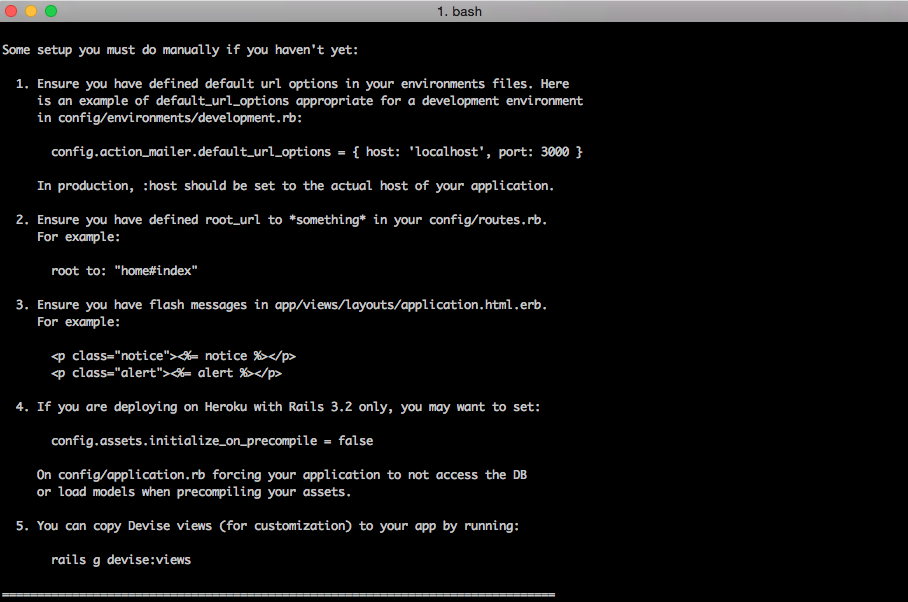 1. bash
Some setup you must do manually if you haven't yet:
1. Ensure you have defined default url options in your environments files. Here
is an example of default_url_options appropriate for a development environment
in config/environments/development.rb:
config.action_mailer.default_url_options = { host: 'localhost', port: 3000 }
In production, :host should be set to the actual host of your application.
2. Ensure you have defined root_url to *something* in your config/routes.rb.
For example:
root to: "home#index"
3. Ensure you have flash messages in app/views/layouts/application.html.erb.
For example:
<p class="notice"><%= notice %></p>
<p class="alert"><%= alert %></p>
4. If you are deploying on Heroku with Rails 3.2 only, you may want to set:
config.assets.initialize_on_precompile = false
On config/application.rb forcing your application to not access the DB
or load models when precompiling your assets.
5. You can copy Devise views (for customization) to your app by running:
rails g devise:views
===============================================================================